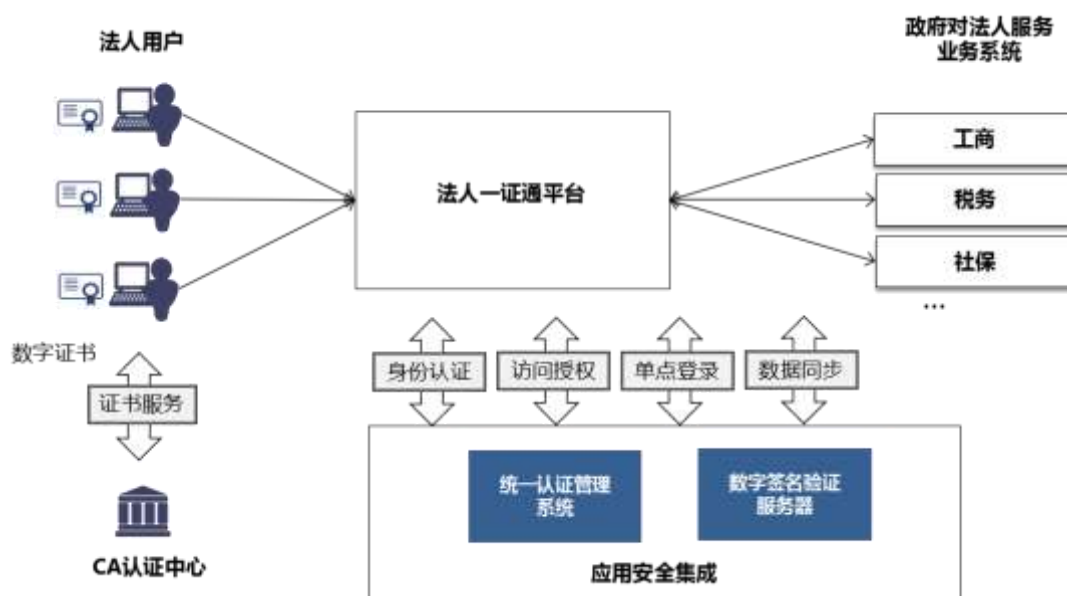 法人用户
政府对法人服务
业务系统
法人一证通平台
工商
税务
社保
...
数字证书
证书服务
CA认证中心
身份认证
访问授权
单点登录
数据同步
统一认证管理
系统
数字签名验证
服务器
应用安全集成